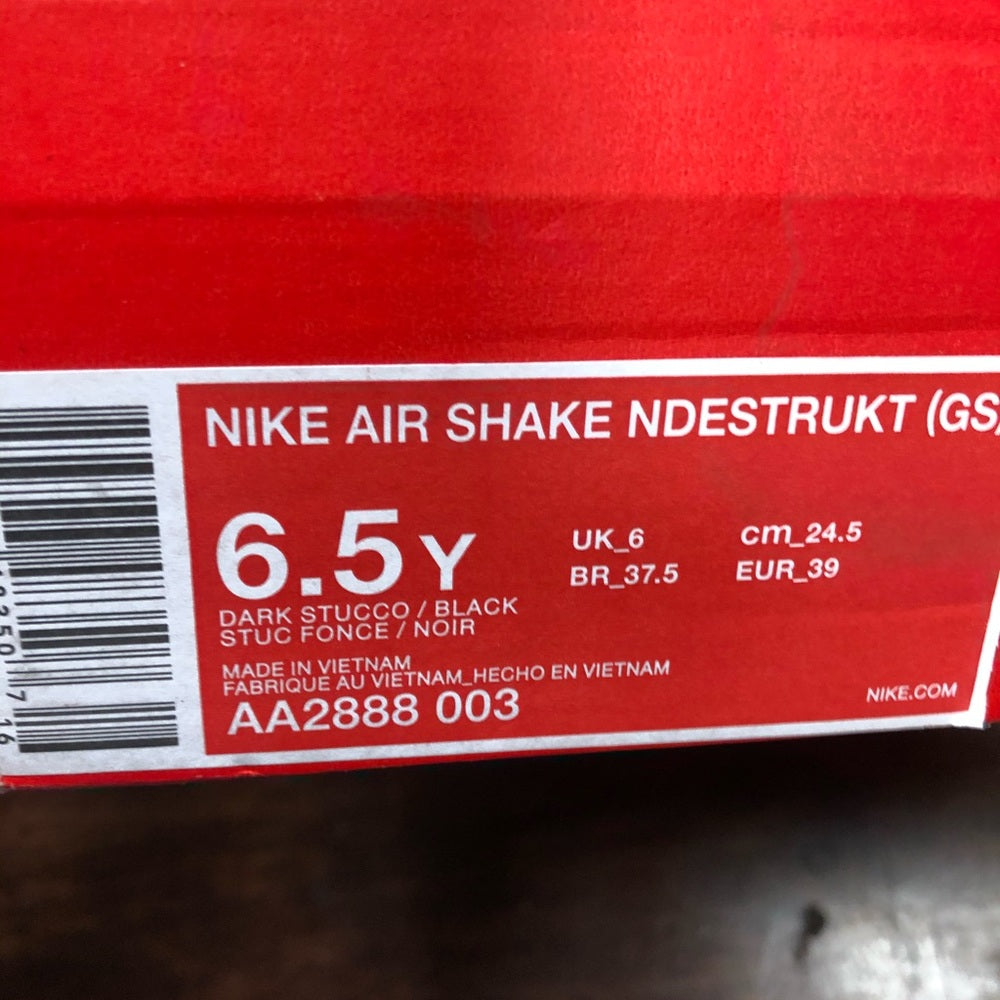 NIKE AIR SHAKE NDESTRUKT (GS)
6.5Y
UK_6 cm_24.5
BR_37.5 EUR_39
DARK STUCCO / BLACK
STUC FONCE / NOIR
MADE IN VIETNAM
FABRIQUE AU VIETNAM_HECHO EN VIETNAM
AA2888 003
NIKE.COM